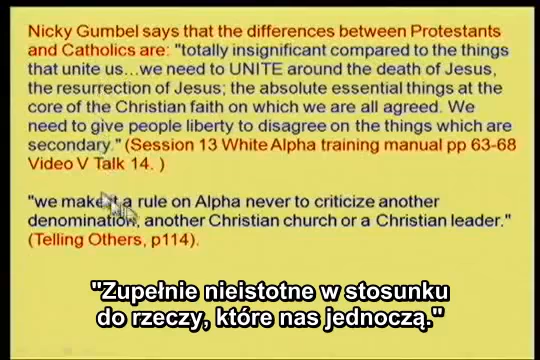 Nicky Gumbel says that the differences between Protestants
and Catholics are: "totally insignificant compared to the things
that unite us...we need to UNITE around the death of Jesus,
the resurrection of Jesus; the absolute essential things at the
core of the Christian faith on which we are all agreed. We
need to give people liberty to disagree on the things which are
secondary." (Session 13 White Alpha training manual pp 63-68
Video V Talk 14. )
"we make it a rule on Alpha never to criticize another
denomination, another Christian church or a Christian leader."
(Telling Others, p114).
"Zupełnie nieistotne w stosunku
do rzeczy, które nas jednoczą."